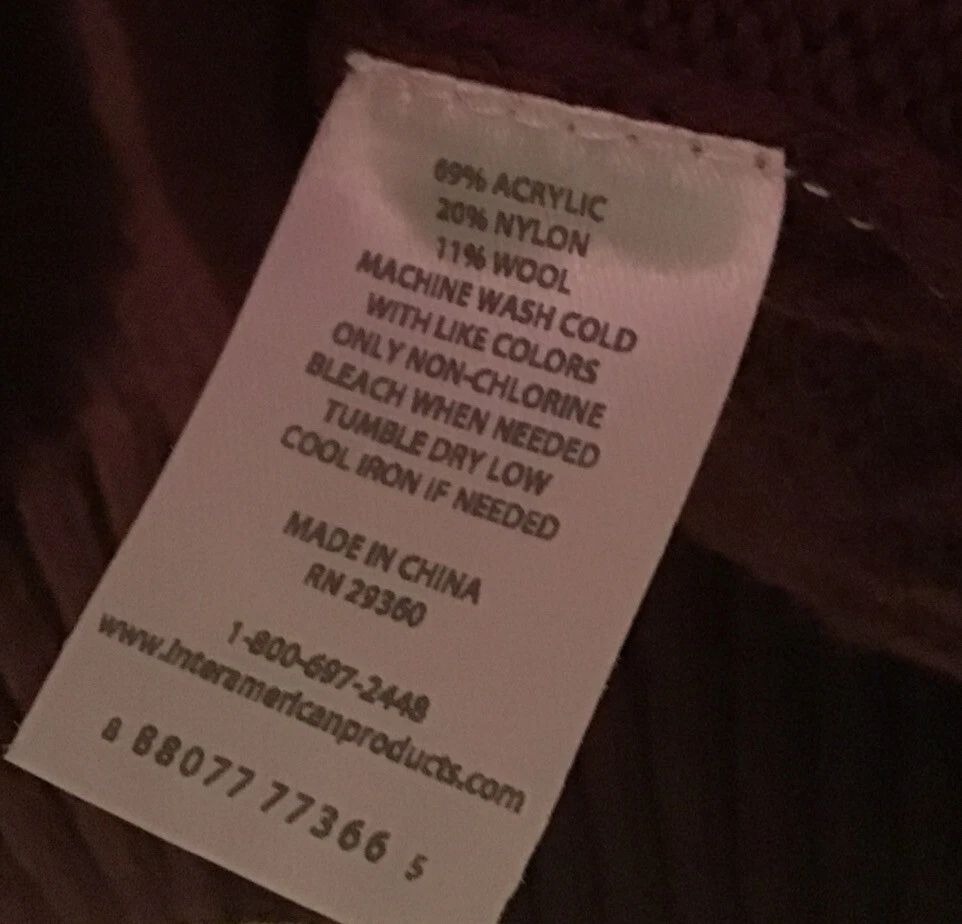 69% ACRYLIC
20% NYLON
11% WOOL
MACHINE WASH COLD
WITH LIKE COLORS
ONLY NON-CHLORINE
BLEACH WHEN NEEDED
TUMBLE DRY LOW
COOL IRON IF NEEDED
MADE IN CHINA
RN 29360
1-800-697-2448
www.interamericanproducts.com
8 88077 77366 5